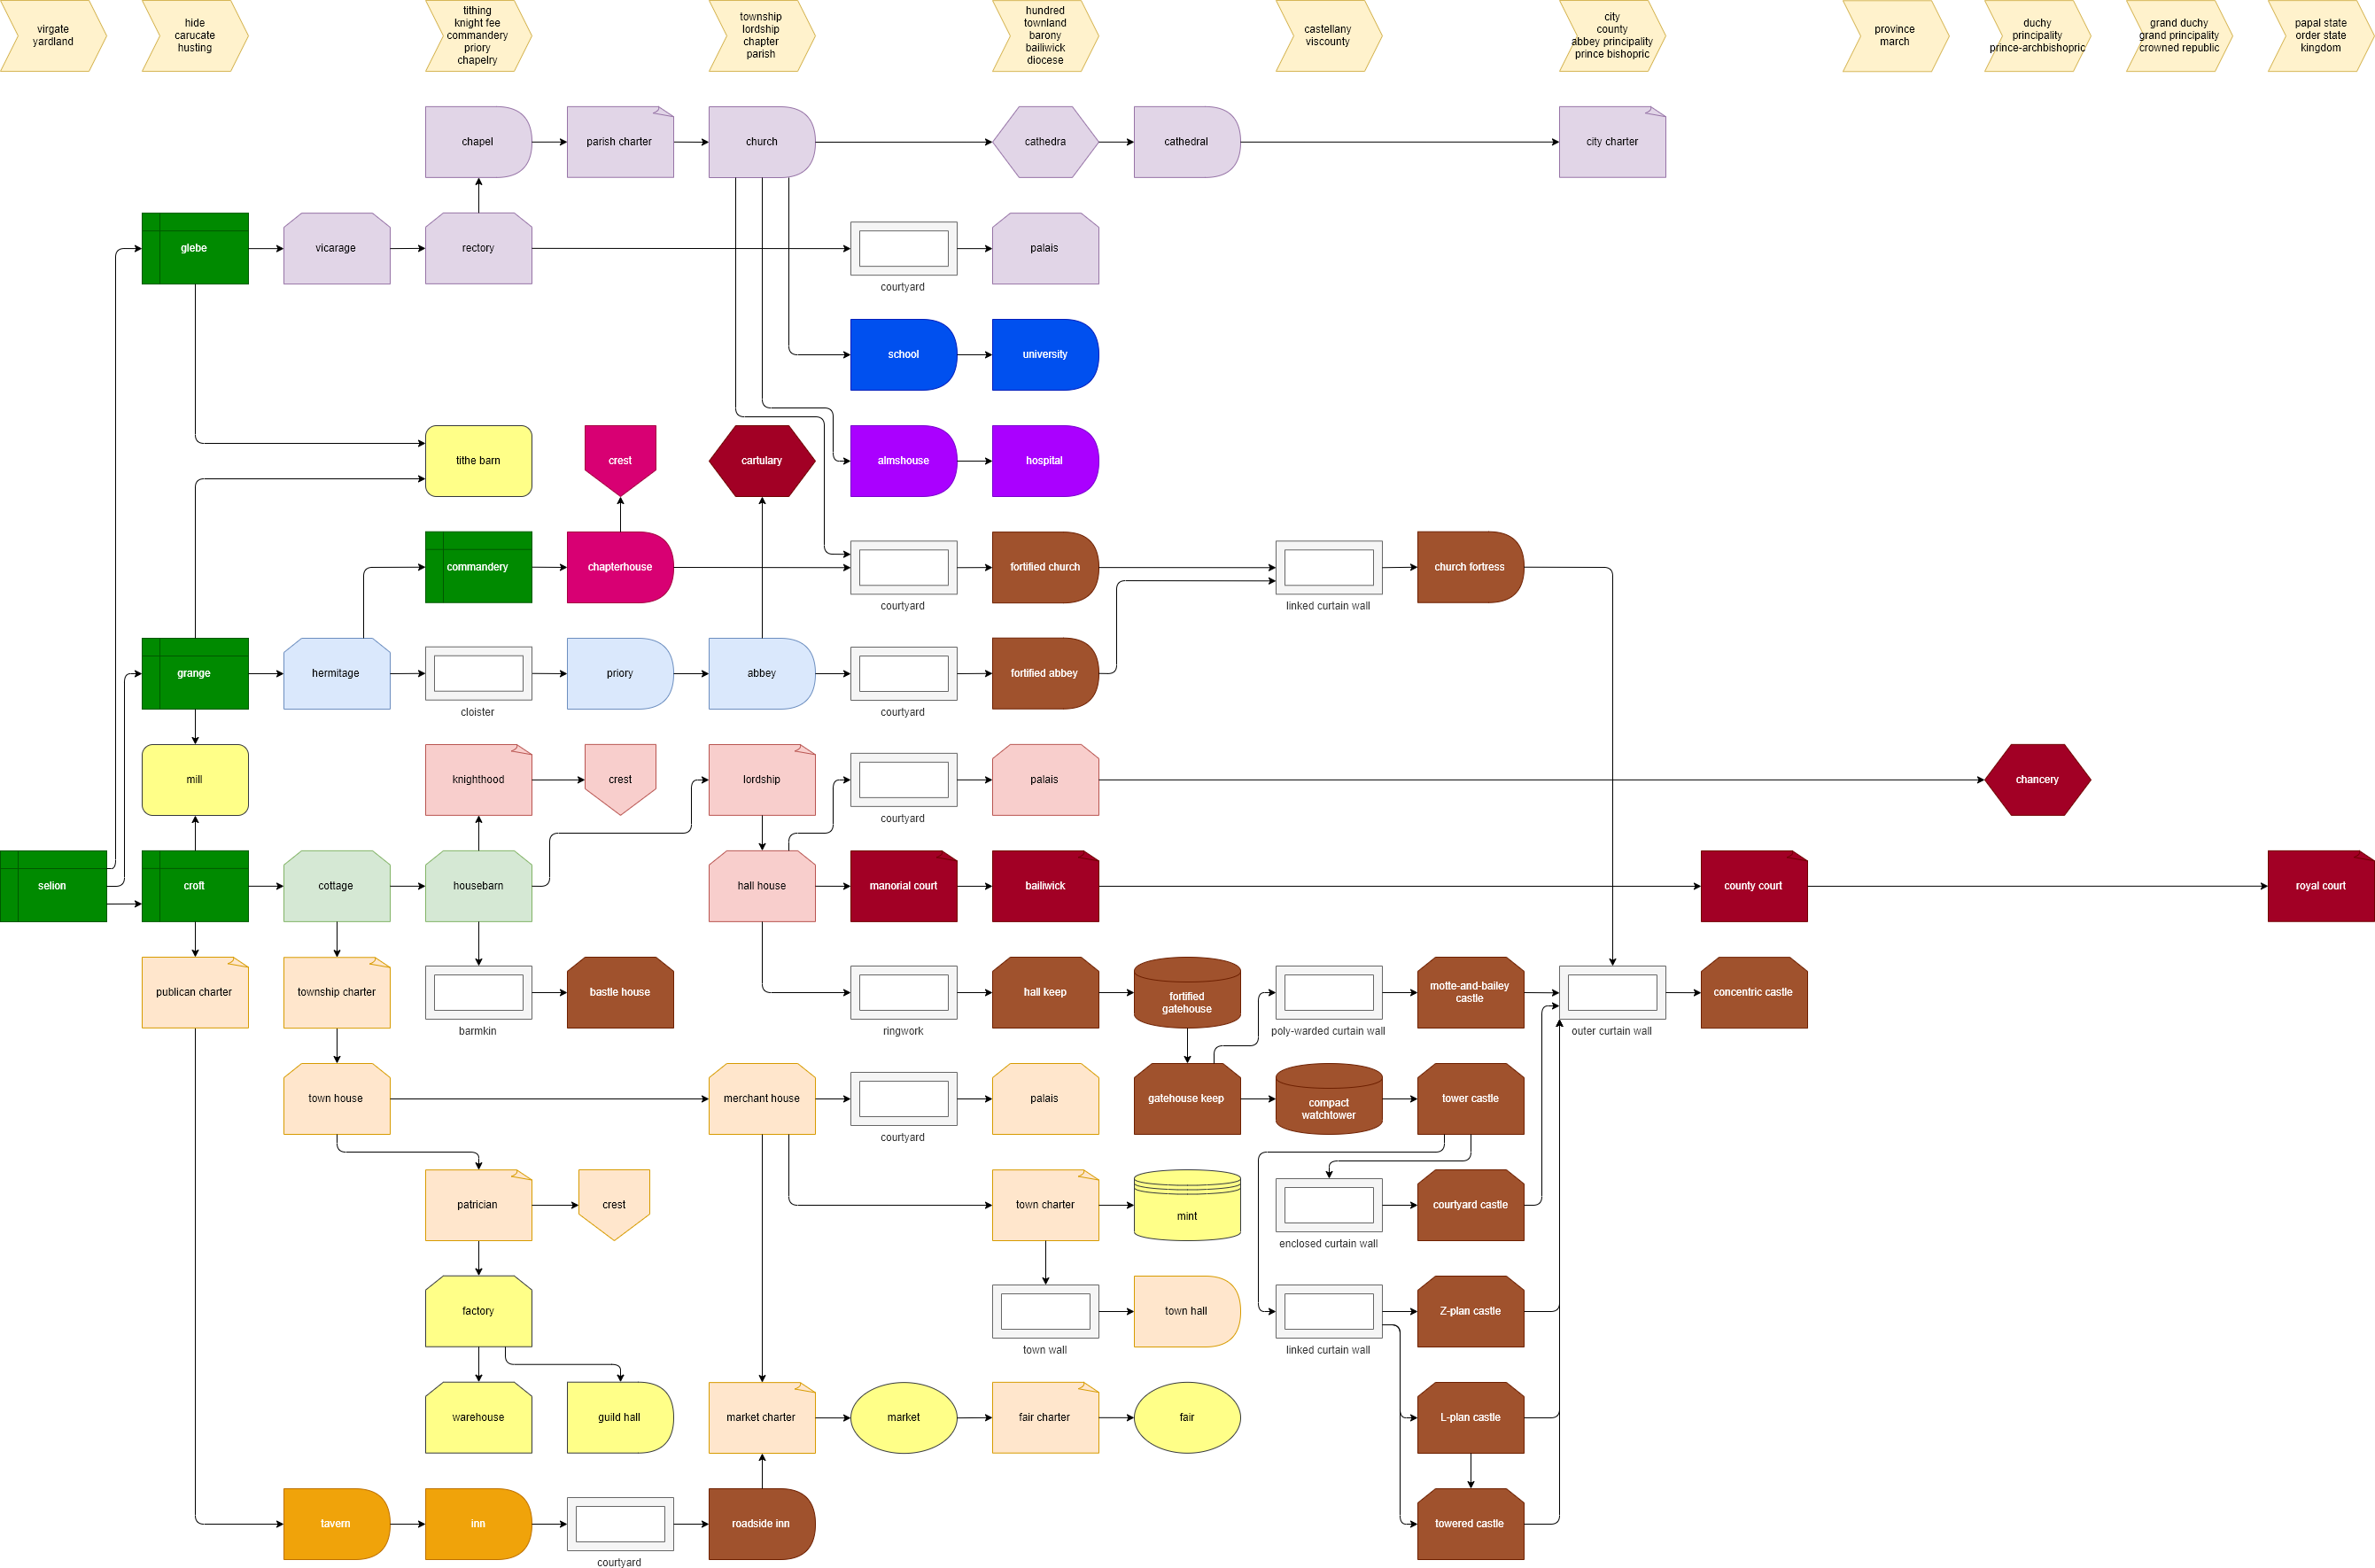 virgate
yardland
hide
carucate
husting
tithing
knight fee
commandery
priory
chapelry
township
lordship
chapter
parish
hundred
townland
barony
bailiwick
diocese
castellany
viscounty
city
county
abbey principality
prince bishopric
province
march
duchy
principality
prince-archbishopric
grand duchy
grand principality
crowned republic
papal state
order state
kingdom
chapel
parish charter
church
cathedra
cathedral
city charter
glebe
vicarage
rectory
courtyard
palais
school
university
tithe barn
crest
cartulary
almshouse
hospital
commandery
chapterhouse
courtyard
fortified church
linked curtain wall
church fortress
grange
hermitage
cloister
priory
abbey
courtyard
fortified abbey
mill
knighthood
crest
lordship
courtyard
palais
chancery
selion
croft
cottage
housebarn
hall house
manorial court
bailiwick
county court
royal court
publican charter
township charter
barmkin
bastle house
ringwork
hall keep
fortified
gatehouse
poly-warded curtain wall
motte-and-bailey
castle
outer curtain wall
concentric castle
town house
merchant house
courtyard
palais
gatehouse keep
compact
watchtower
tower castle
patrician
crest
town charter
mint
enclosed curtain wall
courtyard castle
factory
town wall
town hall
linked curtain wall
Z-plan castle
warehouse
guild hall
market charter
market
fair charter
fair
L-plan castle
tavern
inn
courtyard
roadside inn
towered castle